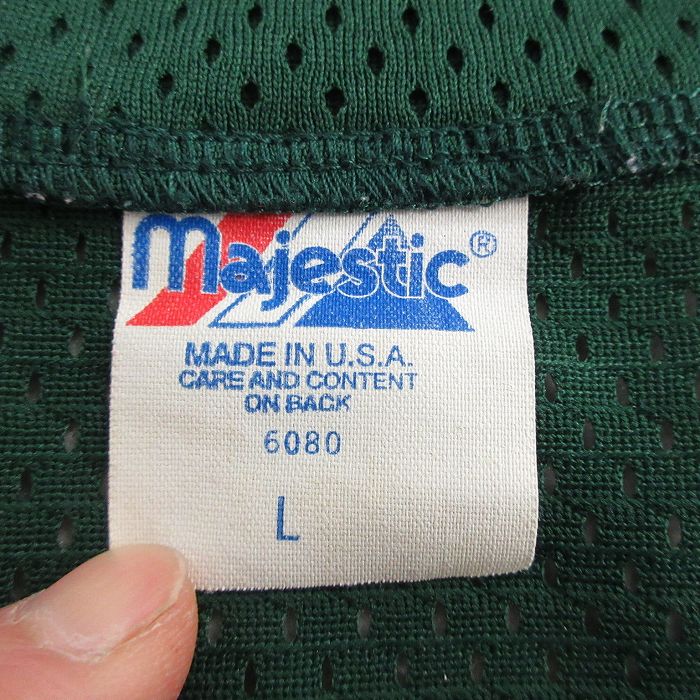 Majestic®
MADE IN U.S.A.
CARE AND CONTENT
ON BACK
6080
L